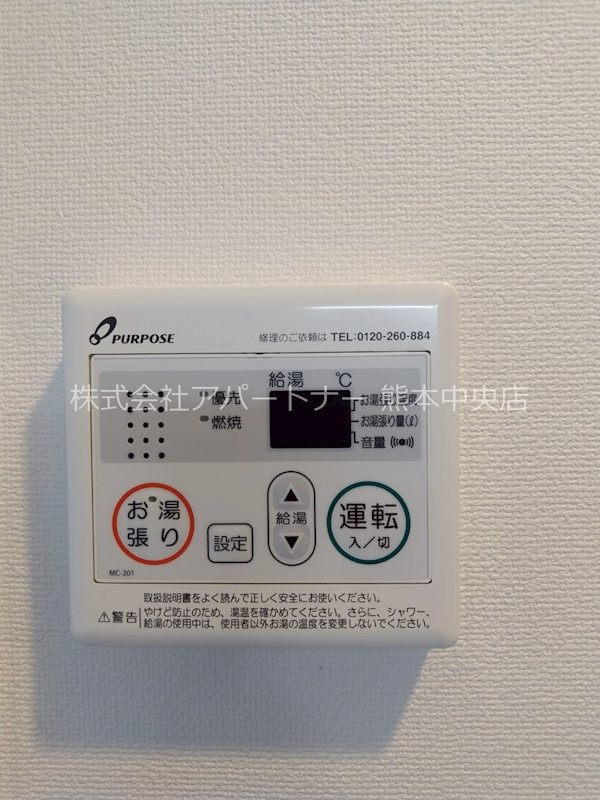 PURPOSE
修理のご依頼は TEL:0120-260-884
給湯 ℃
株式会社アパートナー 熊本中央店
優先
燃焼
お湯張り温度
お湯張り量(ℓ)
音量
お湯張り
設定
▲
給湯
▼
運転
入/切
MC-201
取扱説明書をよく読んで正しく安全にお使いください。
⚠警告
やけど防止のため、湯温を確かめてください。さらに、シャワー、
給湯の使用中は、使用者以外お湯の温度を変更しないでください。